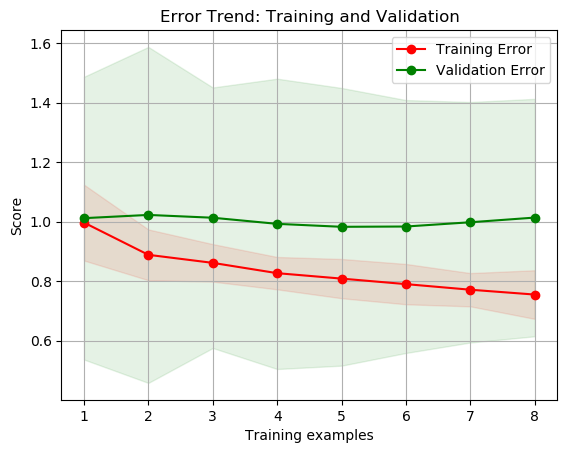 Error Trend: Training and Validation
Training Error
Validation Error
Score
1.6
1.4
1.2
1.0
0.8
0.6
1 2 3 4 5 6 7 8
Training examples